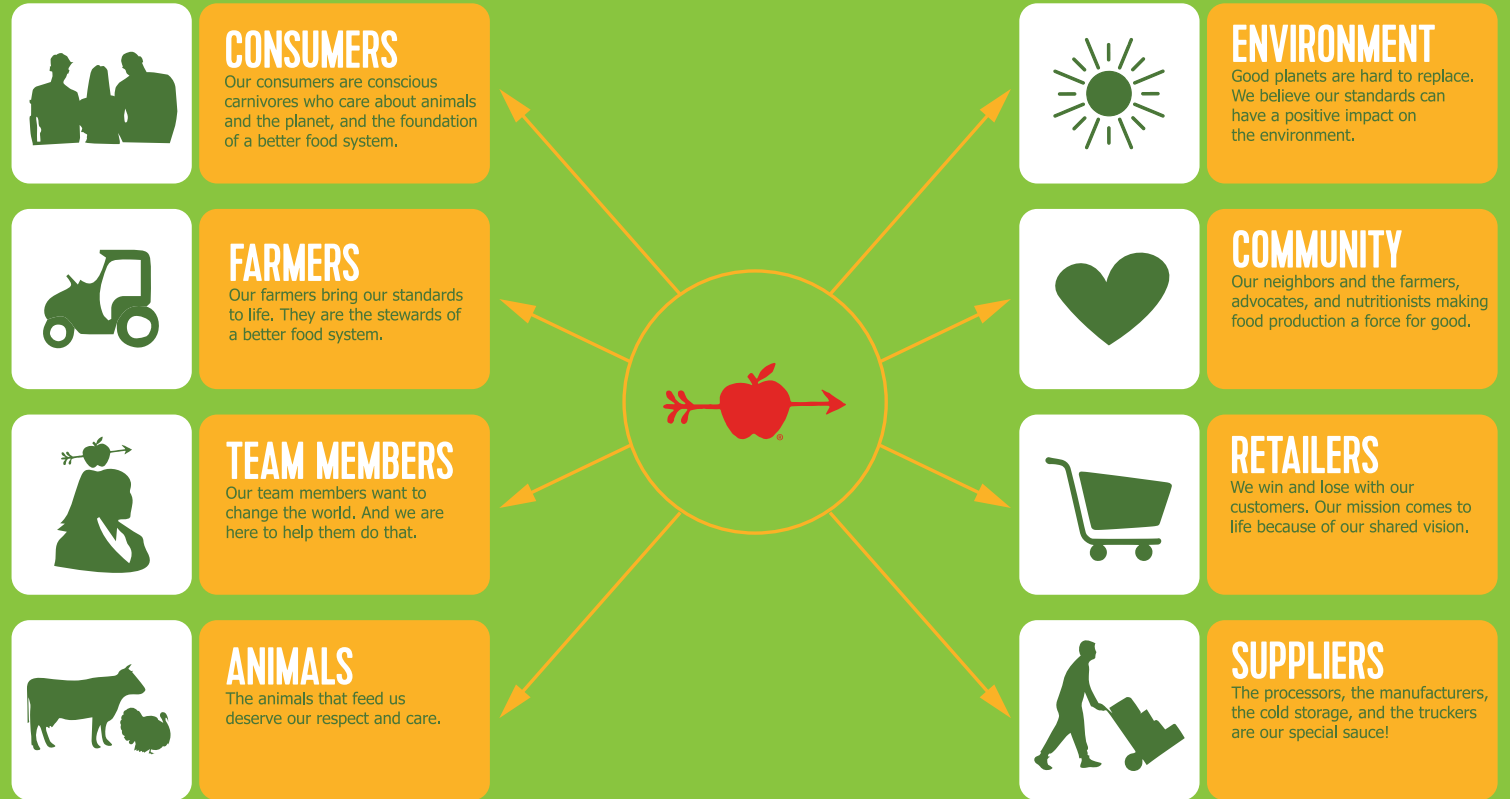 CONSUMERS
Our consumers are conscious
carnivores who care about animals
and the planet, and the foundation
of a better food system.
FARMERS
Our farmers bring our standards
to life. They are the stewards of
a better food system.
TEAM MEMBERS
Our team members want to
change the world. And we are
here to help them do that.
ANIMALS
The animals that feed us
deserve our respect and care.
®
ENVIRONMENT
Good planets are hard to replace.
We believe our standards can
have a positive impact on
the environment.
COMMUNITY
Our neighbors and the farmers,
advocates, and nutritionists making
food production a force for good.
RETAILERS
We win and lose with our
customers. Our mission comes to
life because of our shared vision.
SUPPLIERS
The processors, the manufacturers,
the cold storage, and the truckers
are our special sauce!